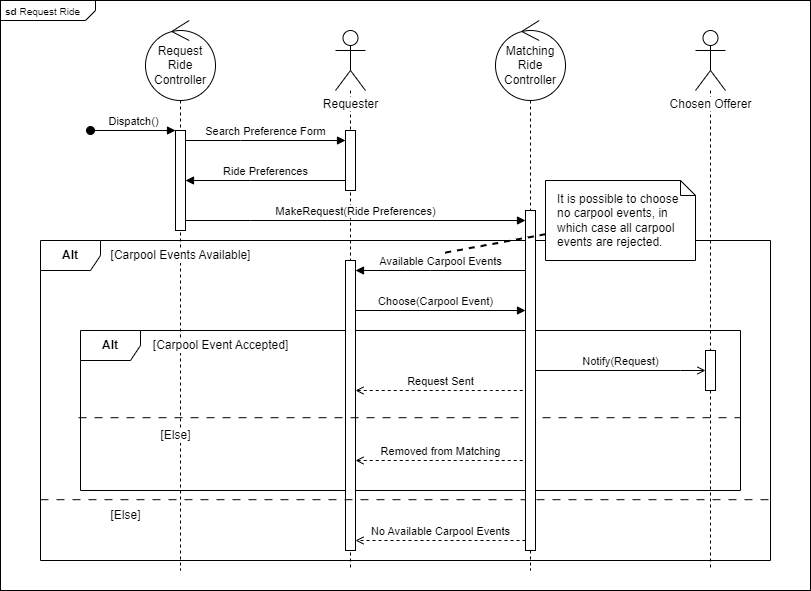 sd Request Ride
Request
Ride
Controller
Requester
Matching
Ride
Controller
Chosen Offerer
Dispatch()
Search Preference Form
Ride Preferences
MakeRequest(Ride Preferences)
It is possible to choose
no carpool events, in
which case all carpool
events are rejected.
Alt
[Carpool Events Available]
Available Carpool Events
Choose(Carpool Event)
Alt
[Carpool Event Accepted]
Notify(Request)
Request Sent
[Else]
Removed from Matching
[Else]
No Available Carpool Events